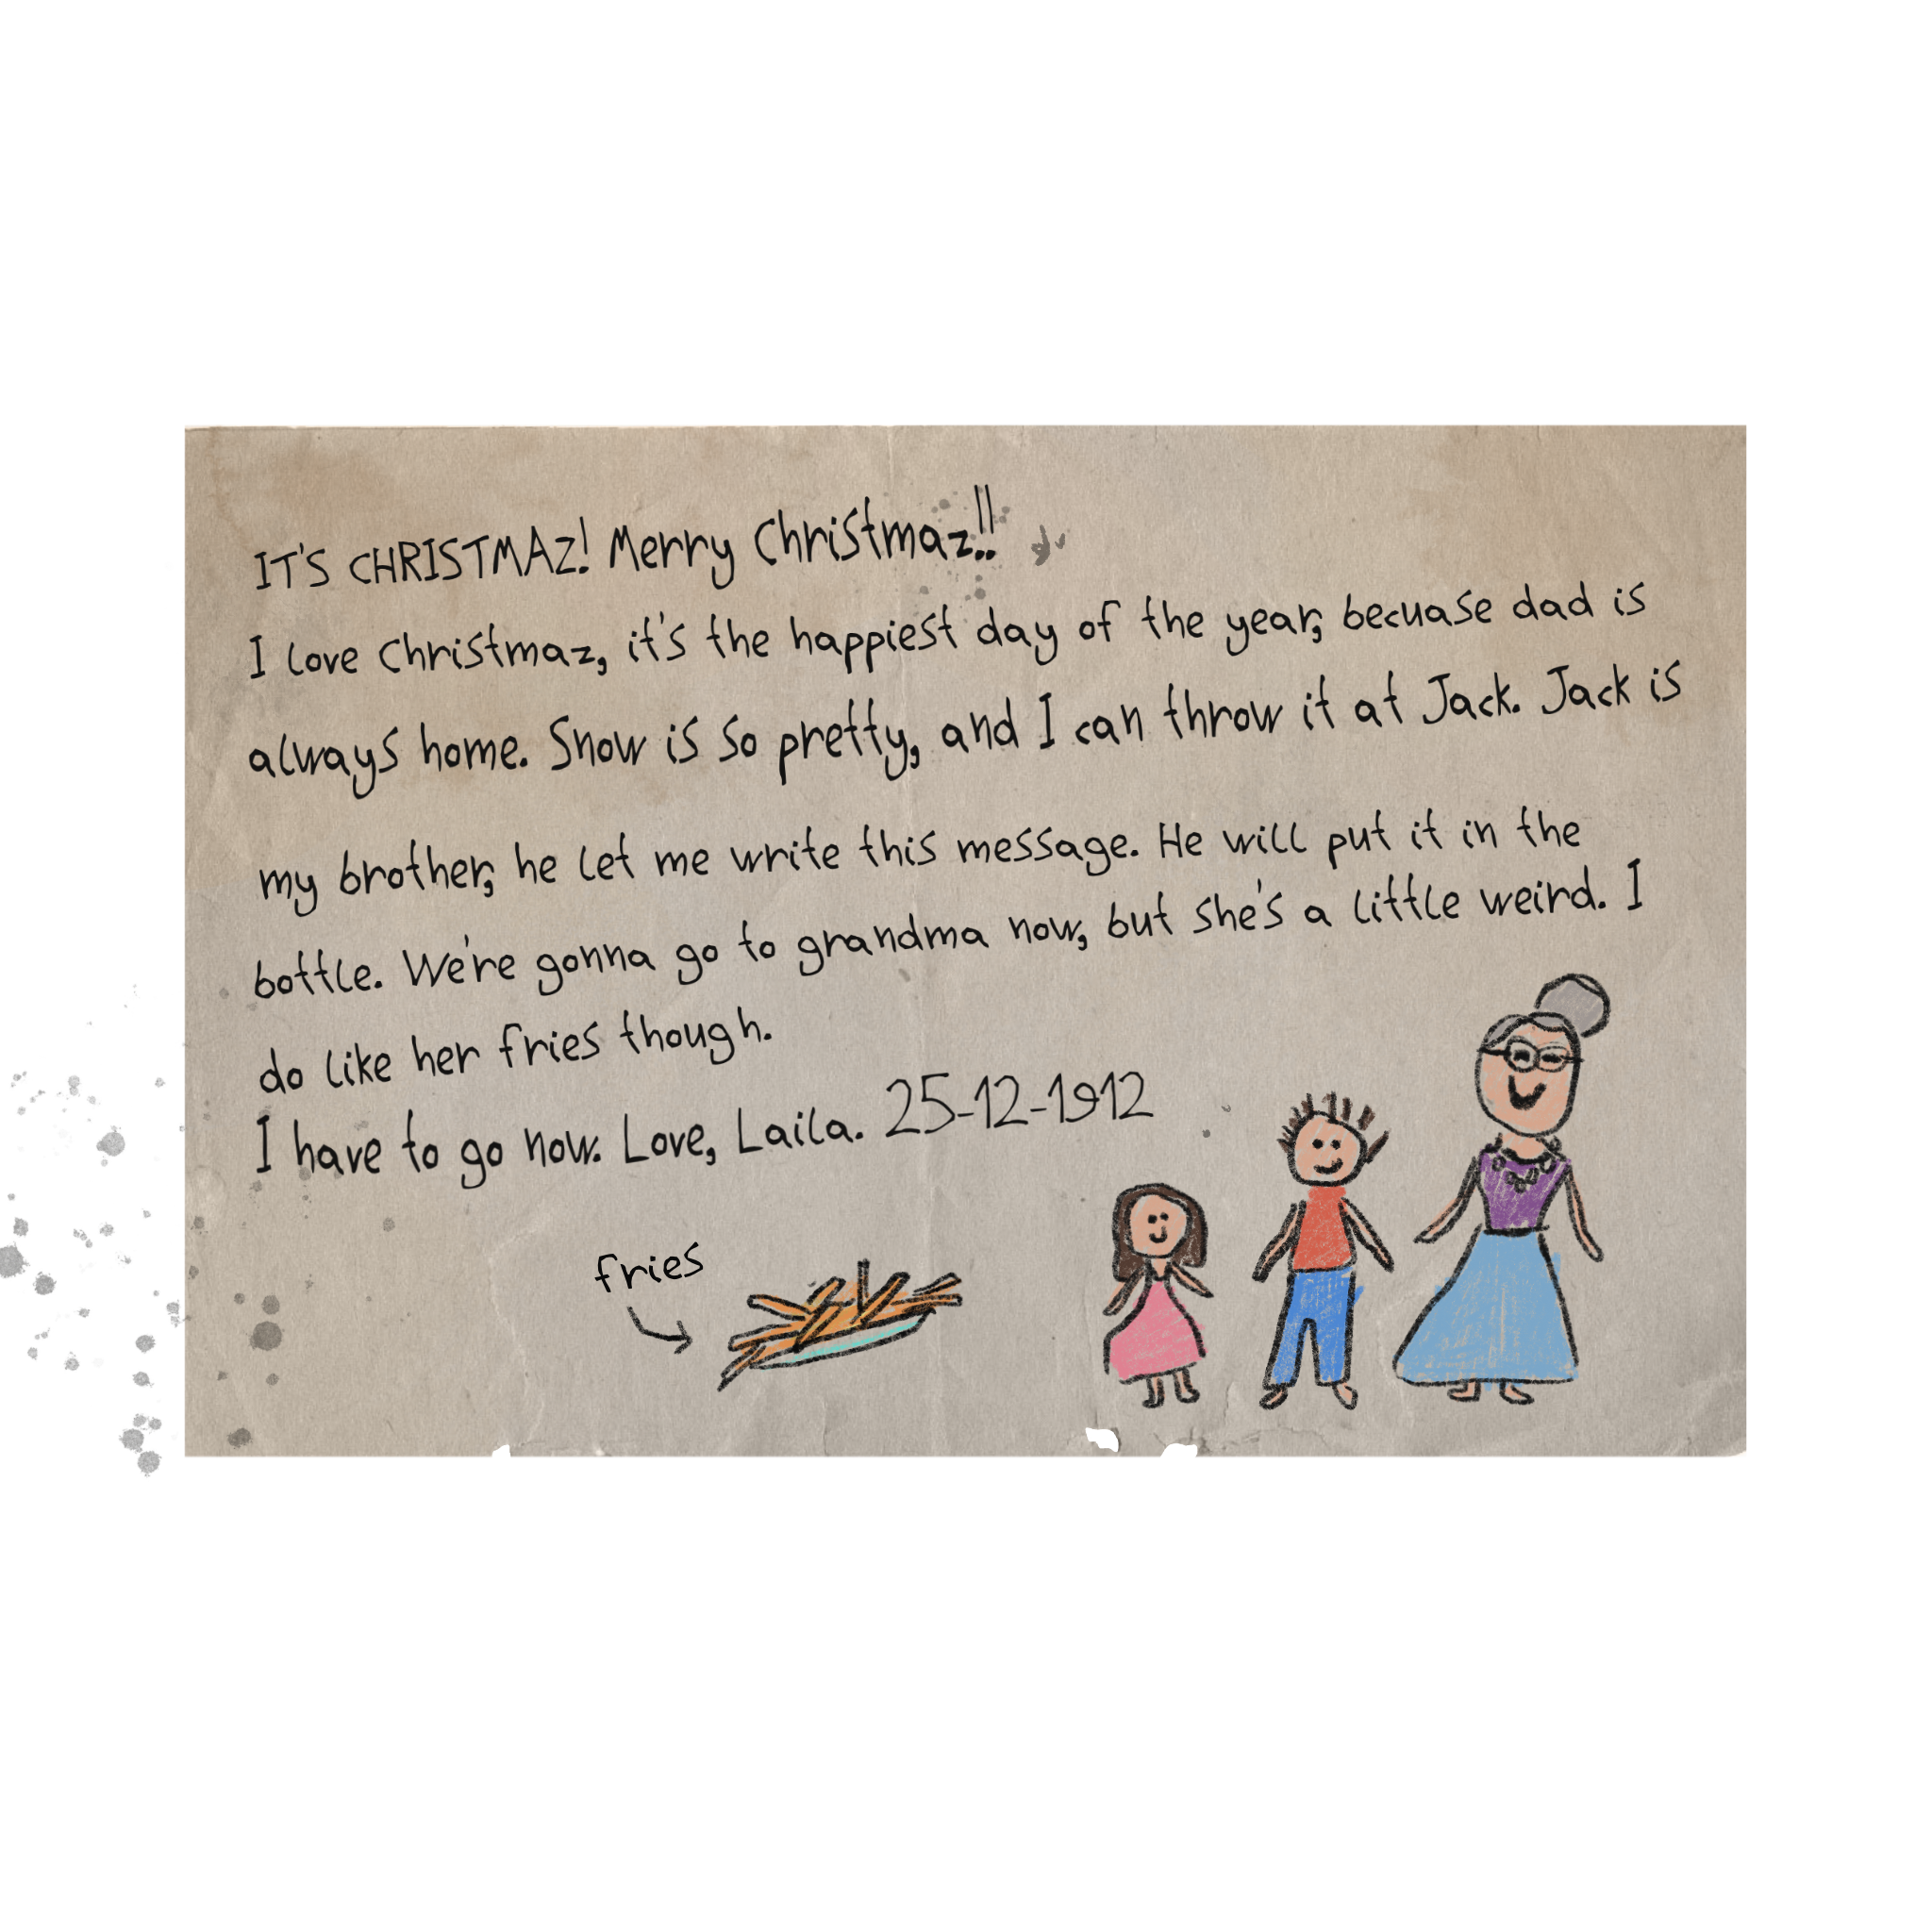 IT'S CHRISTMAZ! Merry Christmaz!!
I love Christmaz, it's the happiest day of the year, becuase dad is
always home. Snow is so pretty, and I can throw it at Jack. Jack is
my brother, he let me write this message. He will put it in the
bottle. We're gonna go to grandma now, but she's a little weird. I
do like her fries though.
I have to go now. Love, Laila. 25-12-1912
fries